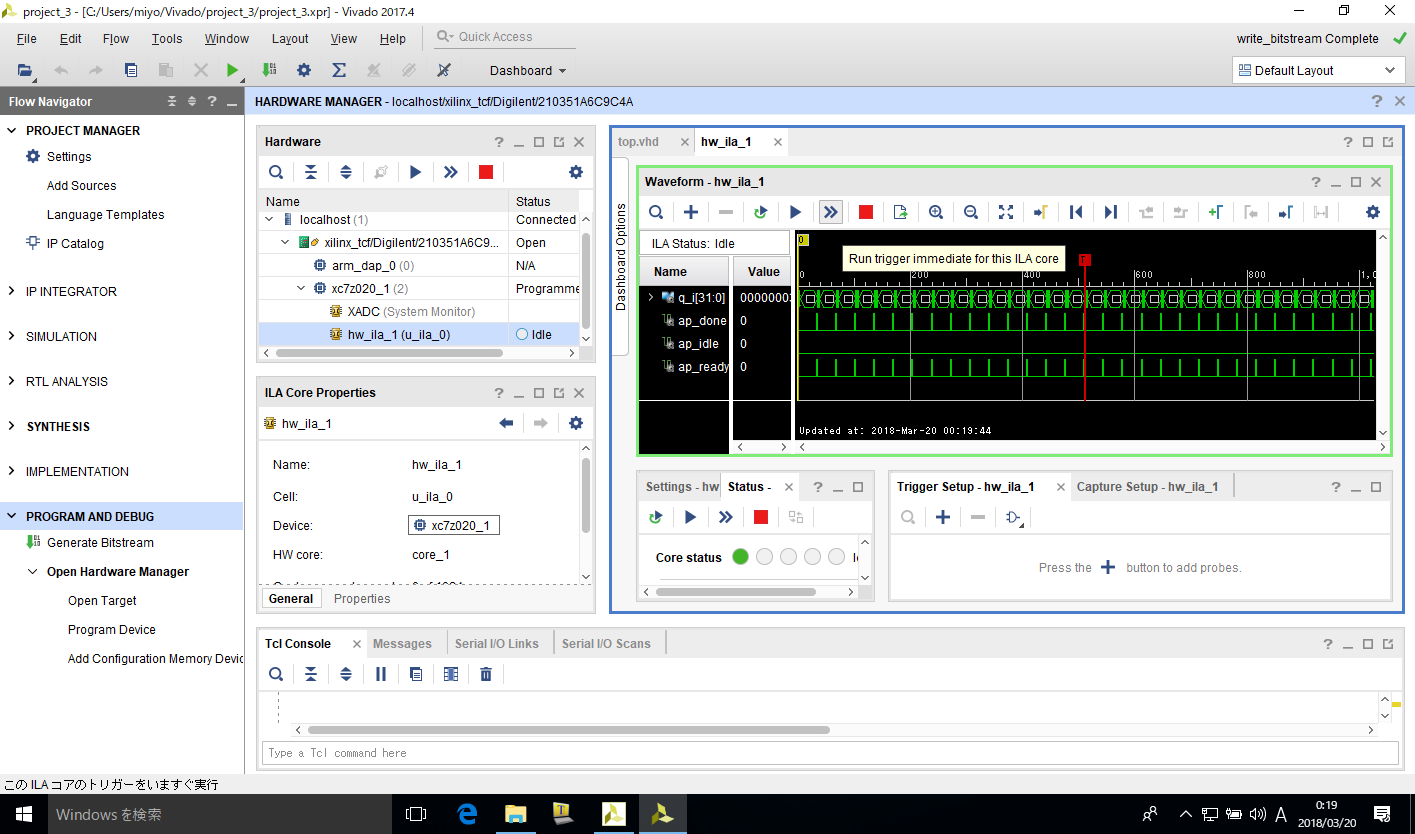 project_3 - [C:/Users/miyo/Vivado/project_3/project_3.xpr] - Vivado 2017.4
File Edit Flow Tools Window Layout View Help Quick Access
write_bitstream Complete
Dashboard
Default Layout
Flow Navigator
PROJECT MANAGER
Settings
Add Sources
Language Templates
IP Catalog
IP INTEGRATOR
SIMULATION
RTL ANALYSIS
SYNTHESIS
IMPLEMENTATION
PROGRAM AND DEBUG
Generate Bitstream
Open Hardware Manager
Open Target
Program Device
Add Configuration Memory Devic
HARDWARE MANAGER - localhost/xilinx_tcf/Digilent/210351A6C9C4A
Hardware
Name Status
localhost (1) Connected
xilinx_tcf/Digilent/210351A6C9... Open
arm_dap_0 (0) N/A
xc7z020_1 (2) Programme
XADC (System Monitor)
hw_ila_1 (u_ila_0) Idle
ILA Core Properties
hw_ila_1
Name: hw_ila_1
Cell: u_ila_0
Device: xc7z020_1
HW core: core_1
General Properties
top.vhd hw_ila_1
Dashboard Options
Waveform - hw_ila_1
ILA Status: Idle
Name Value
q_i[31:0]
ap_done 0
ap_idle 0
ap_ready 0
0
Run trigger immediate for this ILA core
0 200 400 600 800 1,0
Updated at: 2018-Mar-20 00:19:44
Settings - hw Status -
Core status
Trigger Setup - hw_ila_1 Capture Setup - hw_ila_1
Press the + button to add probes.
Tcl Console Messages Serial I/O Links Serial I/O Scans
Type a Tcl command here
この ILA コアのトリガーをいますぐ実行
Windows を検索
A
0:19
2018/03/20